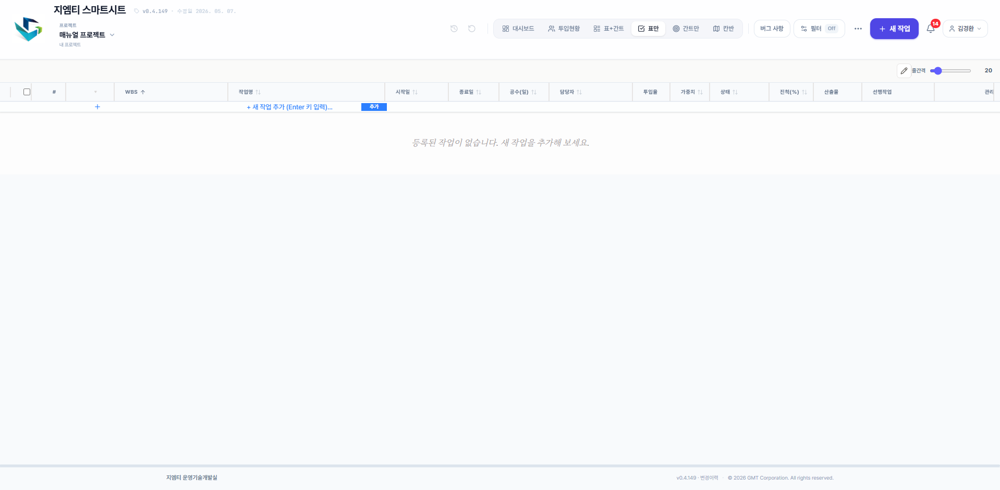 지엠티 스마트시트 v0.4.149 · 수정일 2026. 05. 07.
프로젝트
매뉴얼 프로젝트
내 프로젝트
대시보드 투입현황 표+간트 표만 간트만 칸반 버그 사항 필터 Off ··· + 새 작업 14 김경환
줄간격 20
# WBS 작업명 시작일 종료일 공수(일) 담당자 투입율 가중치 상태 진척(%) 산출물 선행작업 관리
+ + 새 작업 추가 (Enter 키 입력)... 추가
등록된 작업이 없습니다. 새 작업을 추가해 보세요.
지엠티 운영기술개발실 v0.4.149 · 변경이력 · © 2026 GMT Corporation. All rights reserved.